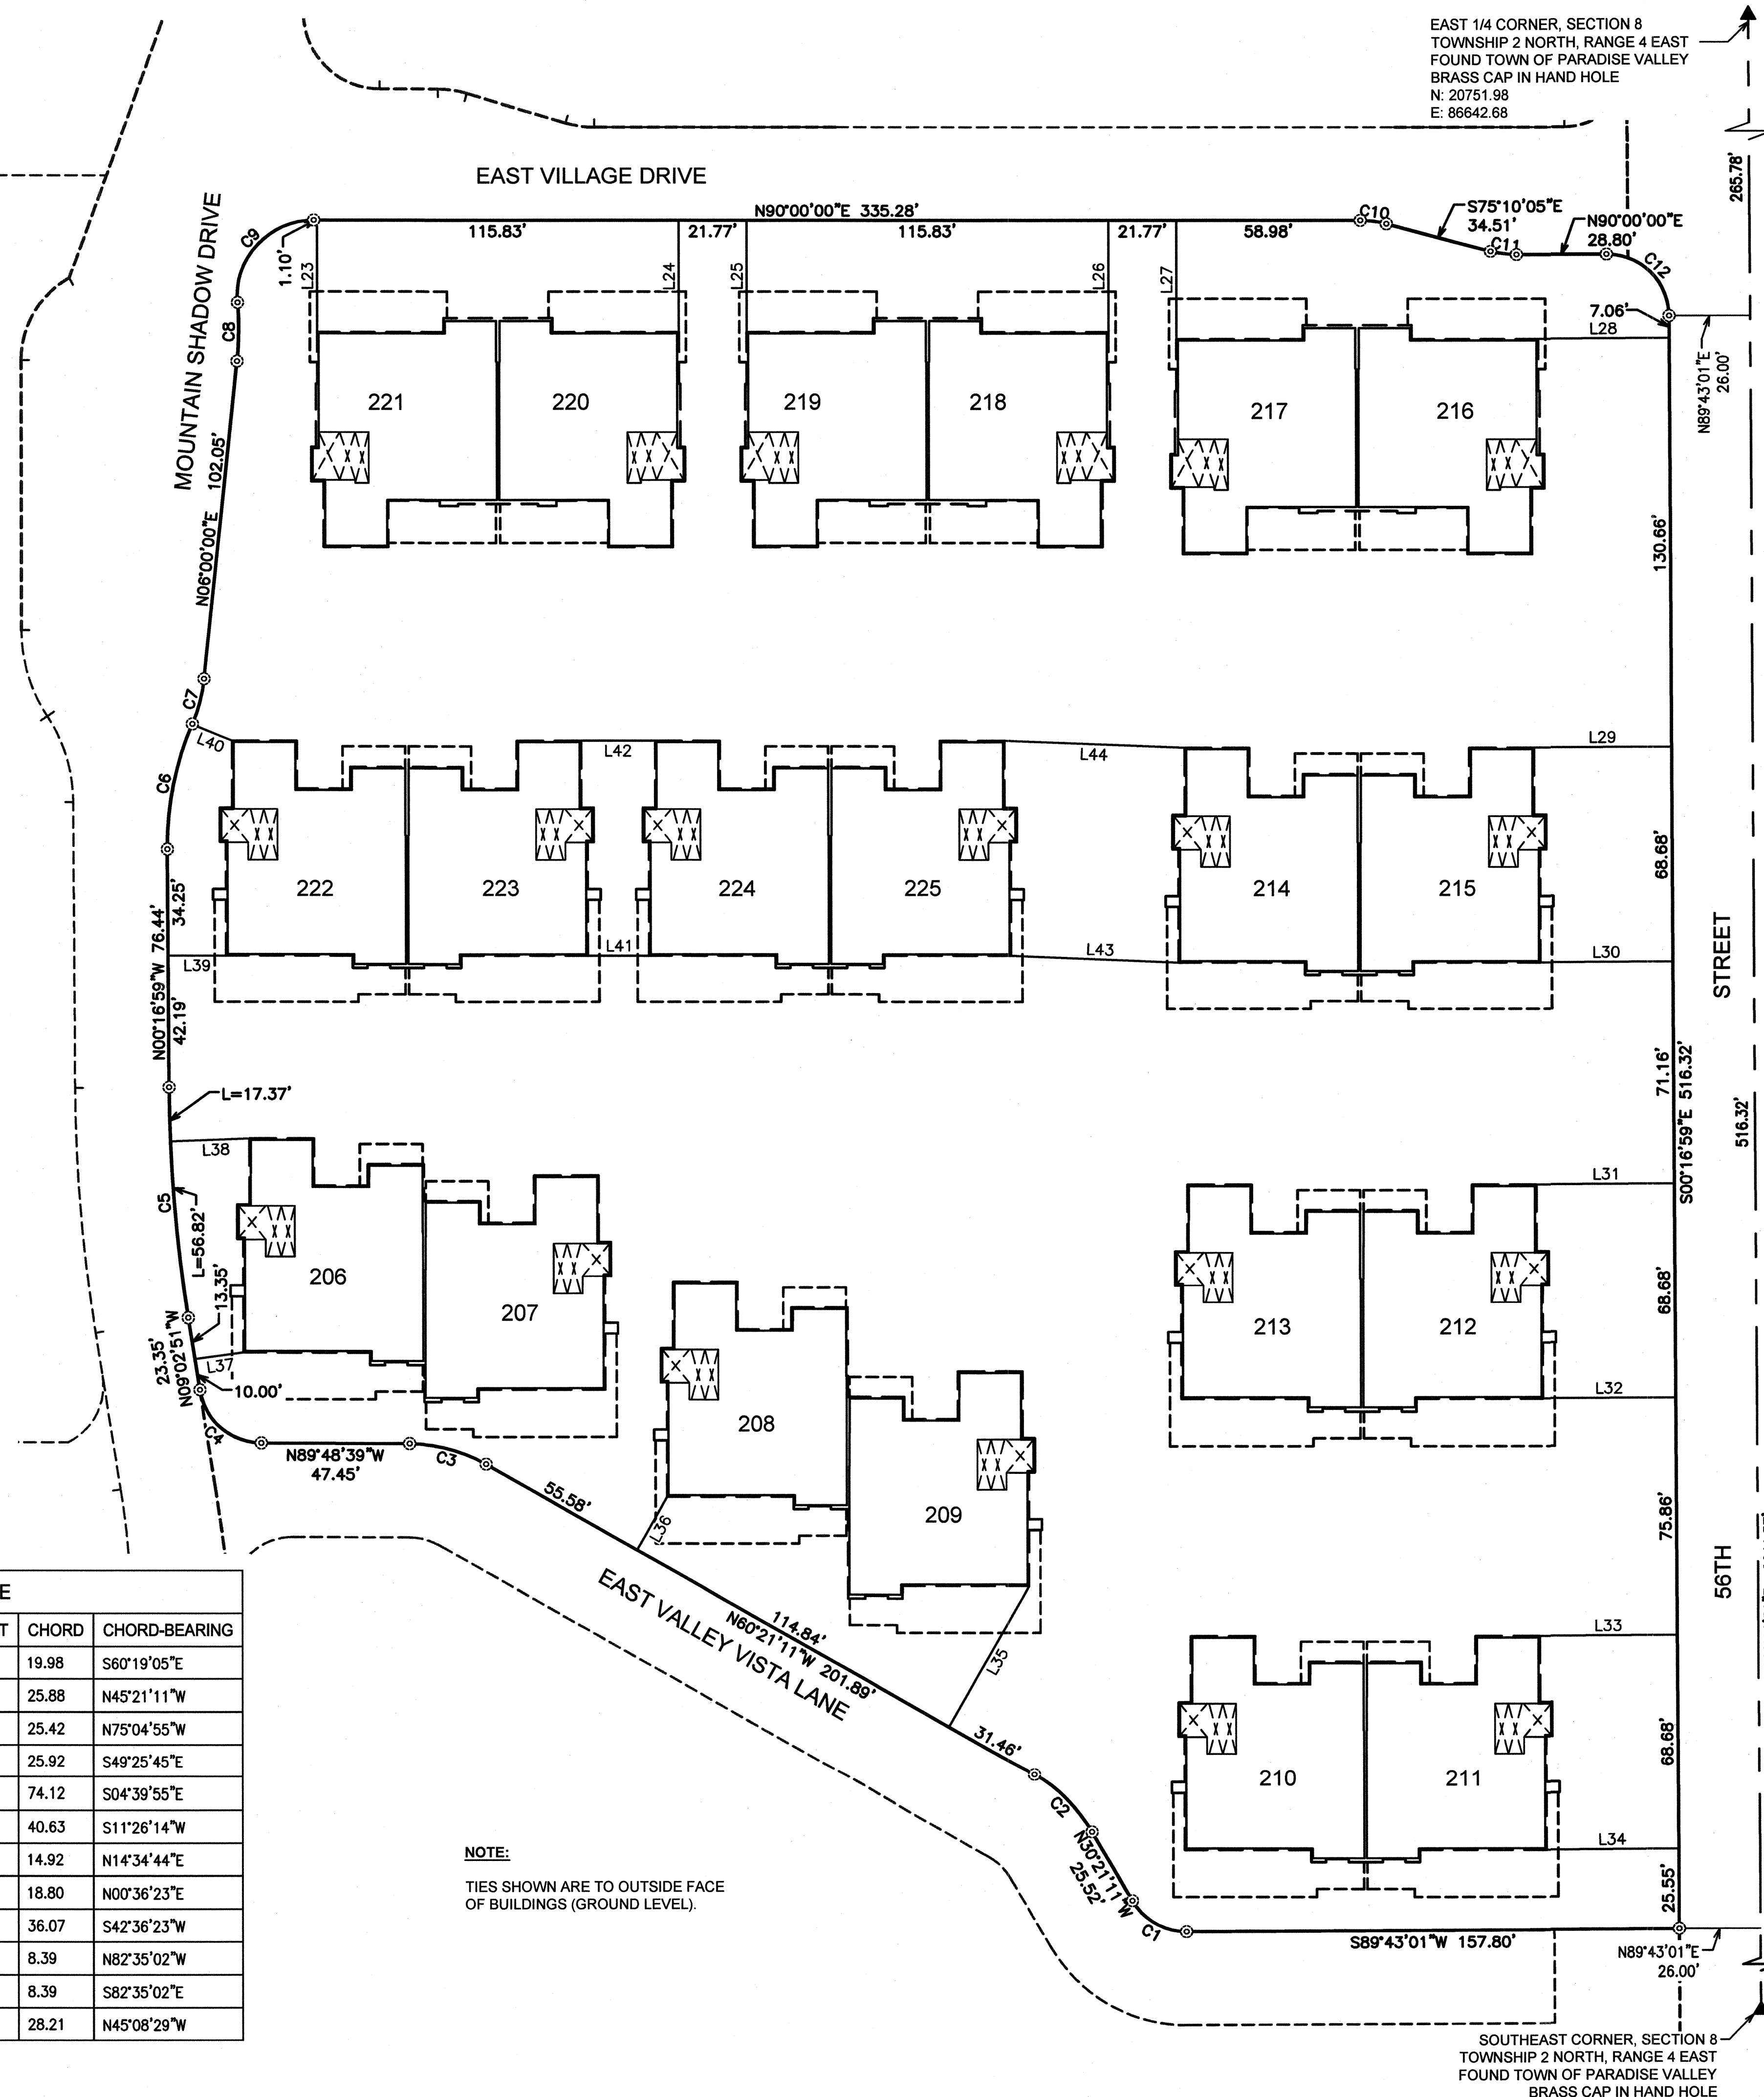 EAST 1/4 CORNER, SECTION 8
TOWNSHIP 2 NORTH, RANGE 4 EAST
FOUND TOWN OF PARADISE VALLEY
BRASS CAP IN HAND HOLE
N: 20751.98
E: 86642.68
265.78'
EAST VILLAGE DRIVE
MOUNTAIN SHADOW DRIVE
N90°00'00"E 335.28'
115.83'
21.77'
115.83'
21.77'
58.98'
C10
S75°10'05"E
34.51'
C11
N90°00'00"E
28.80'
C12
C9
1.10'
L23
L24
L25
L26
L27
7.06'
L28
N89°43'01"E
26.00'
C8
221
220
219
218
217
216
N06°00'00"E 102.05'
130.66'
C7
L40
L42
L44
L29
C6
222
223
224
225
214
215
68.68'
34.25'
N00°16'59"W 76.44'
42.19'
L39
L41
L43
L30
STREET
71.16'
S00°16'59"E 516.32'
516.32'
L=17.37'
L38
L31
C5
L=56.82'
206
207
213
212
68.68'
13.35'
23.35'
N09°02'51"W
L37
10.00'
208
L32
C4
N89°48'39"W
47.45'
C3
55.58'
L36
209
75.86'
56TH
EAST VALLEY VISTA LANE
114.84'
N60°21'11"W 201.89'
L35
31.46'
L33
210
211
68.68'
C2
N30°21'11"W
25.52'
L34
25.55'
C1
S89°43'01"W 157.80'
N89°43'01"E
26.00'
E
T CHORD CHORD-BEARING
19.98 S60°19'05"E
25.88 N45°21'11"W
25.42 N75°04'55"W
25.92 S49°25'45"E
74.12 S04°39'55"E
40.63 S11°26'14"W
14.92 N14°34'44"E
18.80 N00°36'23"E
36.07 S42°36'23"W
8.39 N82°35'02"W
8.39 S82°35'02"E
28.21 N45°08'29"W
NOTE:
TIES SHOWN ARE TO OUTSIDE FACE
OF BUILDINGS (GROUND LEVEL).
SOUTHEAST CORNER, SECTION 8
TOWNSHIP 2 NORTH, RANGE 4 EAST
FOUND TOWN OF PARADISE VALLEY
BRASS CAP IN HAND HOLE